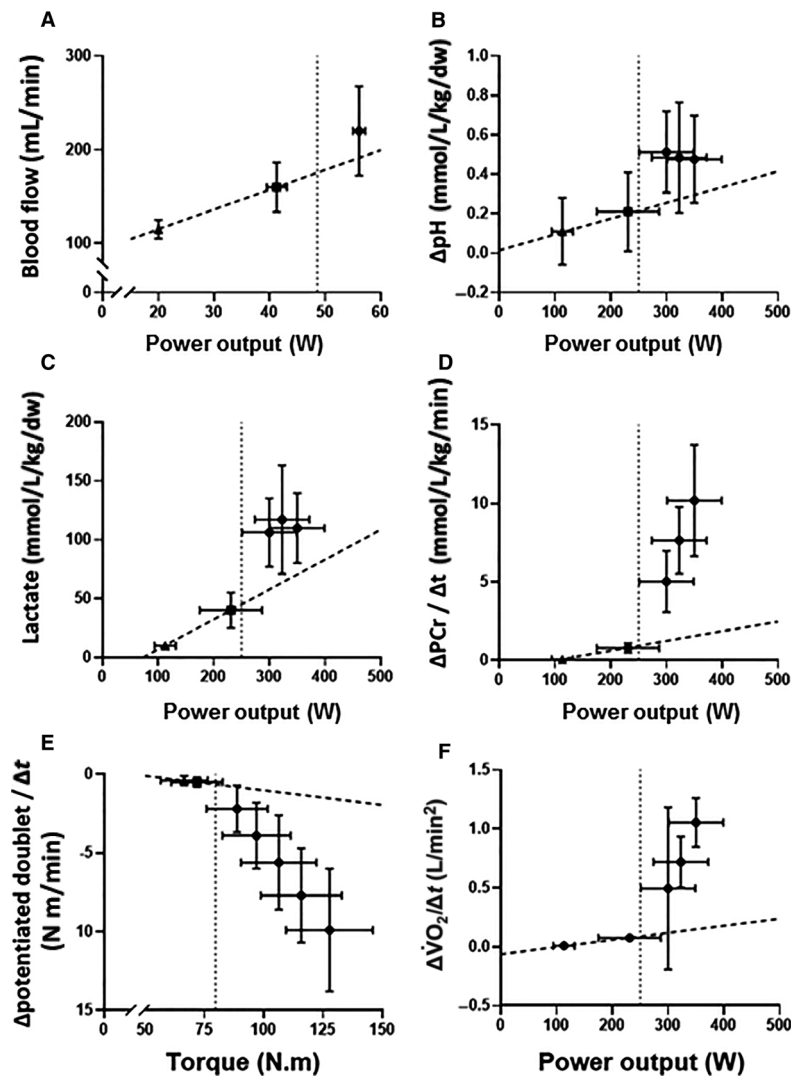 A
Blood flow (mL/min)
300
200
100
0
0 20 30 40 50 60
Power output (W)
B
ΔpH (mmol/L/kg/dw)
1.0
0.8
0.6
0.4
0.2
0.0
−0.2
0 100 200 300 400 500
Power output (W)
C
Lactate (mmol/L/kg/dw)
200
150
100
50
0
0 100 200 300 400 500
Power output (W)
D
ΔPCr / Δt (mmol/L/kg/min)
15
10
5
0
0 100 200 300 400 500
Power output (W)
E
Δpotentiated doublet / Δt
(N m/min)
0
-5
10
15
0 50 75 100 125 150
Torque (N.m)
F
ΔV̇O₂/Δt (L/min²)
1.5
1.0
0.5
0.0
−0.5
0 100 200 300 400 500
Power output (W)